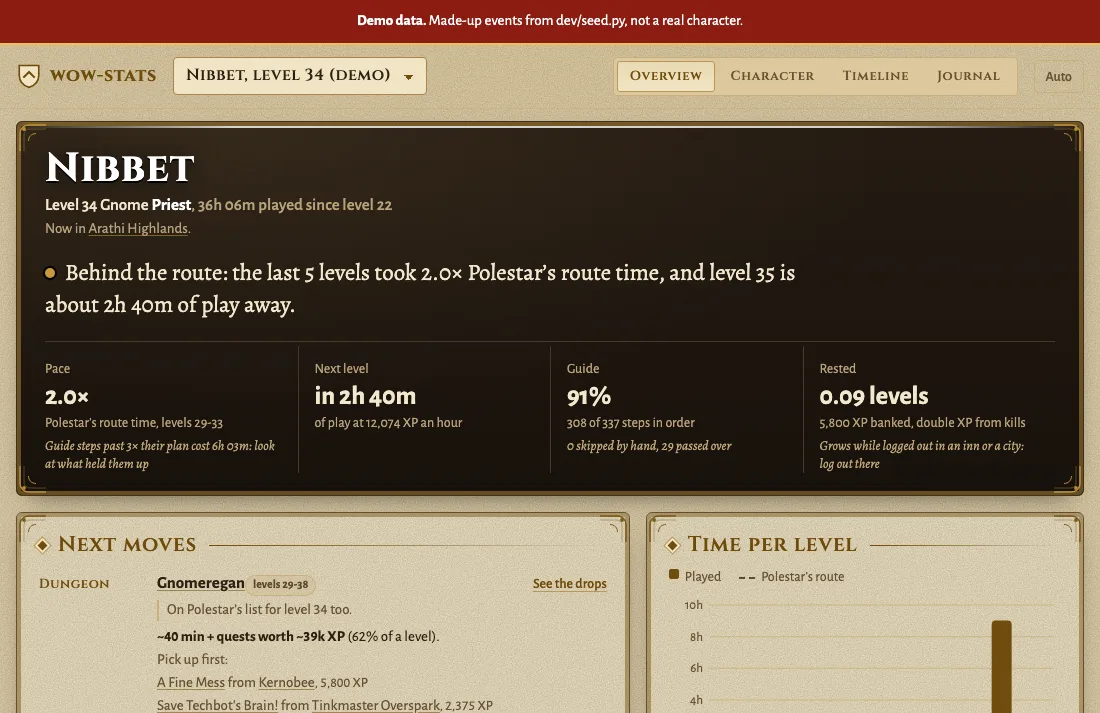 Demo data. Made-up events from dev/seed.py, not a real character.
WOW-STATS
NIBBET, LEVEL 34 (DEMO)
OVERVIEW
CHARACTER
TIMELINE
JOURNAL
Auto
NIBBET
Level 34 Gnome Priest, 36h 06m played since level 22
Now in Arathi Highlands.
Behind the route: the last 5 levels took 2.0× Polestar's route time, and level 35 is
about 2h 40m of play away.
Pace
2.0×
Polestar's route time, levels 29-33
Guide steps past 3× their plan cost 6h 03m: look
at what held them up
Next level
in 2h 40m
of play at 12,074 XP an hour
Guide
91%
308 of 337 steps in order
0 skipped by hand, 29 passed over
Rested
0.09 levels
5,800 XP banked, double XP from kills
Grows while logged out in an inn or a city:
log out there
NEXT MOVES
DUNGEON
Gnomeregan levels 29-38
See the drops
On Polestar's list for level 34 too.
~40 min + quests worth ~39k XP (62% of a level).
Pick up first:
A Fine Mess from Kernobee, 5,800 XP
Save Techbot's Brain! from Tinkmaster Overspark, 2,375 XP
TIME PER LEVEL
Played
Polestar's route
10h
8h
6h
4h